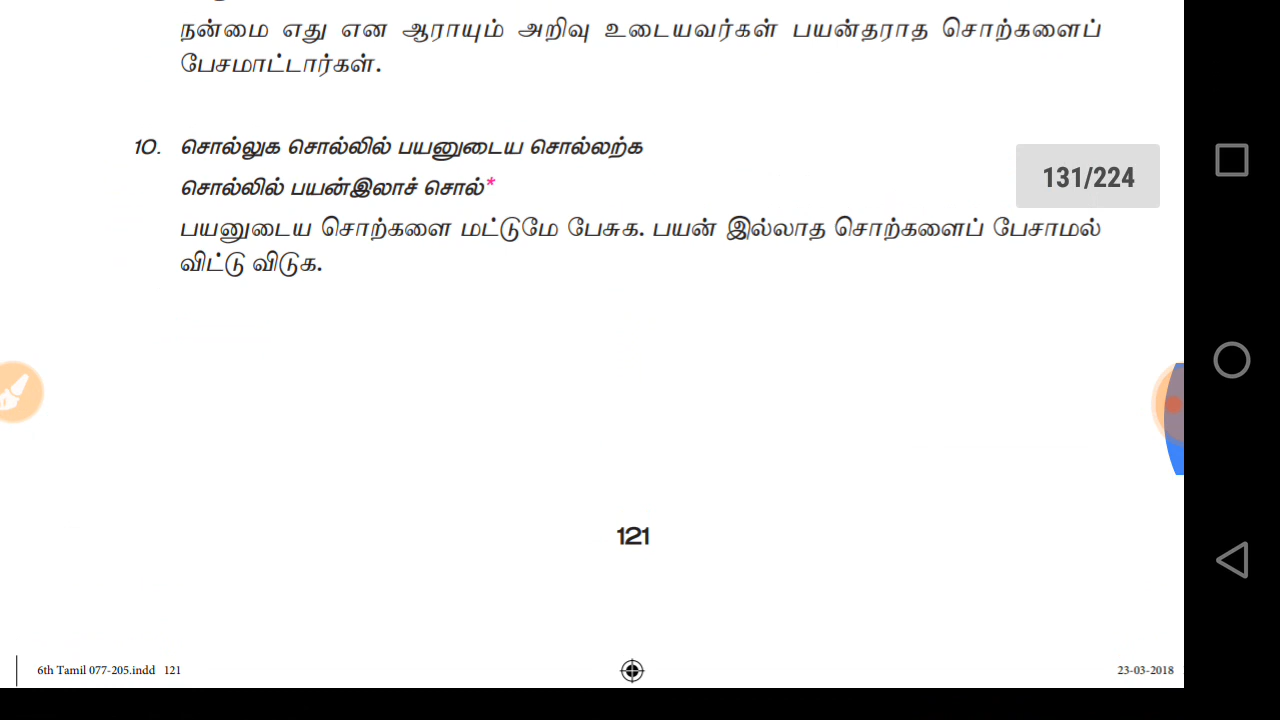 நன்மை எது என ஆராயும் அறிவு உடையவர்கள் பயன்தராத சொற்களைப்
பேசமாட்டார்கள்.
10. சொல்லுக சொல்லில் பயனுடைய சொல்லற்க
சொல்லில் பயன்இலாச் சொல்*
131/224
பயனுடைய சொற்களை மட்டுமே பேசுக. பயன் இல்லாத சொற்களைப் பேசாமல்
விட்டு விடுக.
121
6th Tamil 077-205.indd 121
23-03-2018